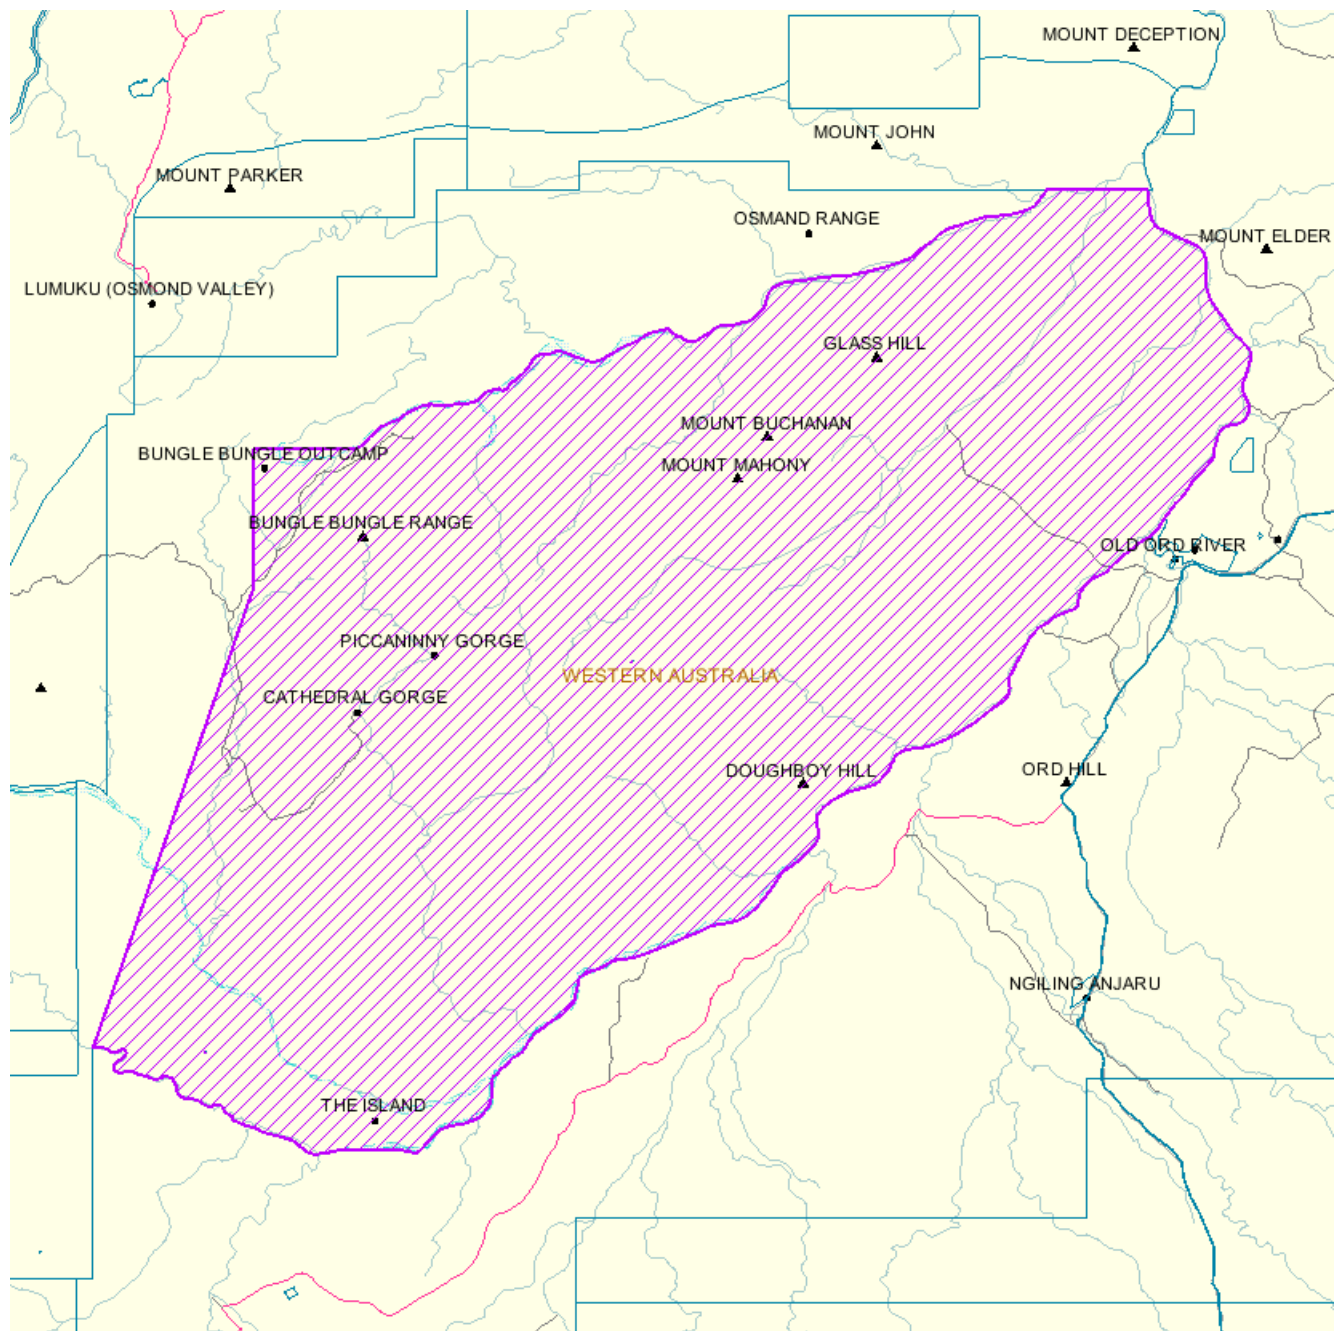 MOUNT DECEPTION
MOUNT JOHN
MOUNT PARKER
OSMAND RANGE
MOUNT ELDER
LUMUKU (OSMOND VALLEY)
GLASS HILL
MOUNT BUCHANAN
BUNGLE BUNGLE OUTCAMP
MOUNT MAHONY
BUNGLE BUNGLE RANGE
OLD ORD RIVER
PICCANINNY GORGE
WESTERN AUSTRALIA
CATHEDRAL GORGE
DOUGHBOY HILL
ORD HILL
NGILING ANJARU
THE ISLAND